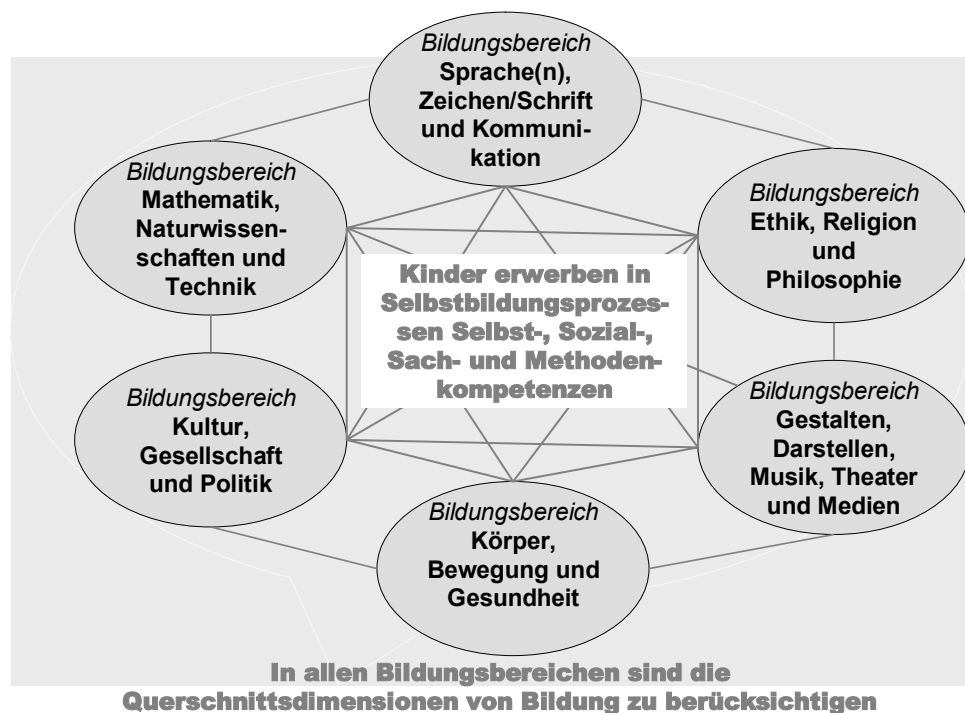 Bildungsbereich
Sprache(n),
Zeichen/Schrift
und Kommuni-
kation
Bildungsbereich
Mathematik,
Naturwissen-
schaften und
Technik
Bildungsbereich
Ethik, Religion
und
Philosophie
Kinder erwerben in
Selbstbildungsprozes-
sen Selbst-, Sozial-,
Sach- und Methoden-
kompetenzen
Bildungsbereich
Kultur,
Gesellschaft
und Politik
Bildungsbereich
Gestalten,
Darstellen,
Musik, Theater
und Medien
Bildungsbereich
Körper,
Bewegung und
Gesundheit
In allen Bildungsbereichen sind die
Querschnittsdimensionen von Bildung zu berücksichtigen